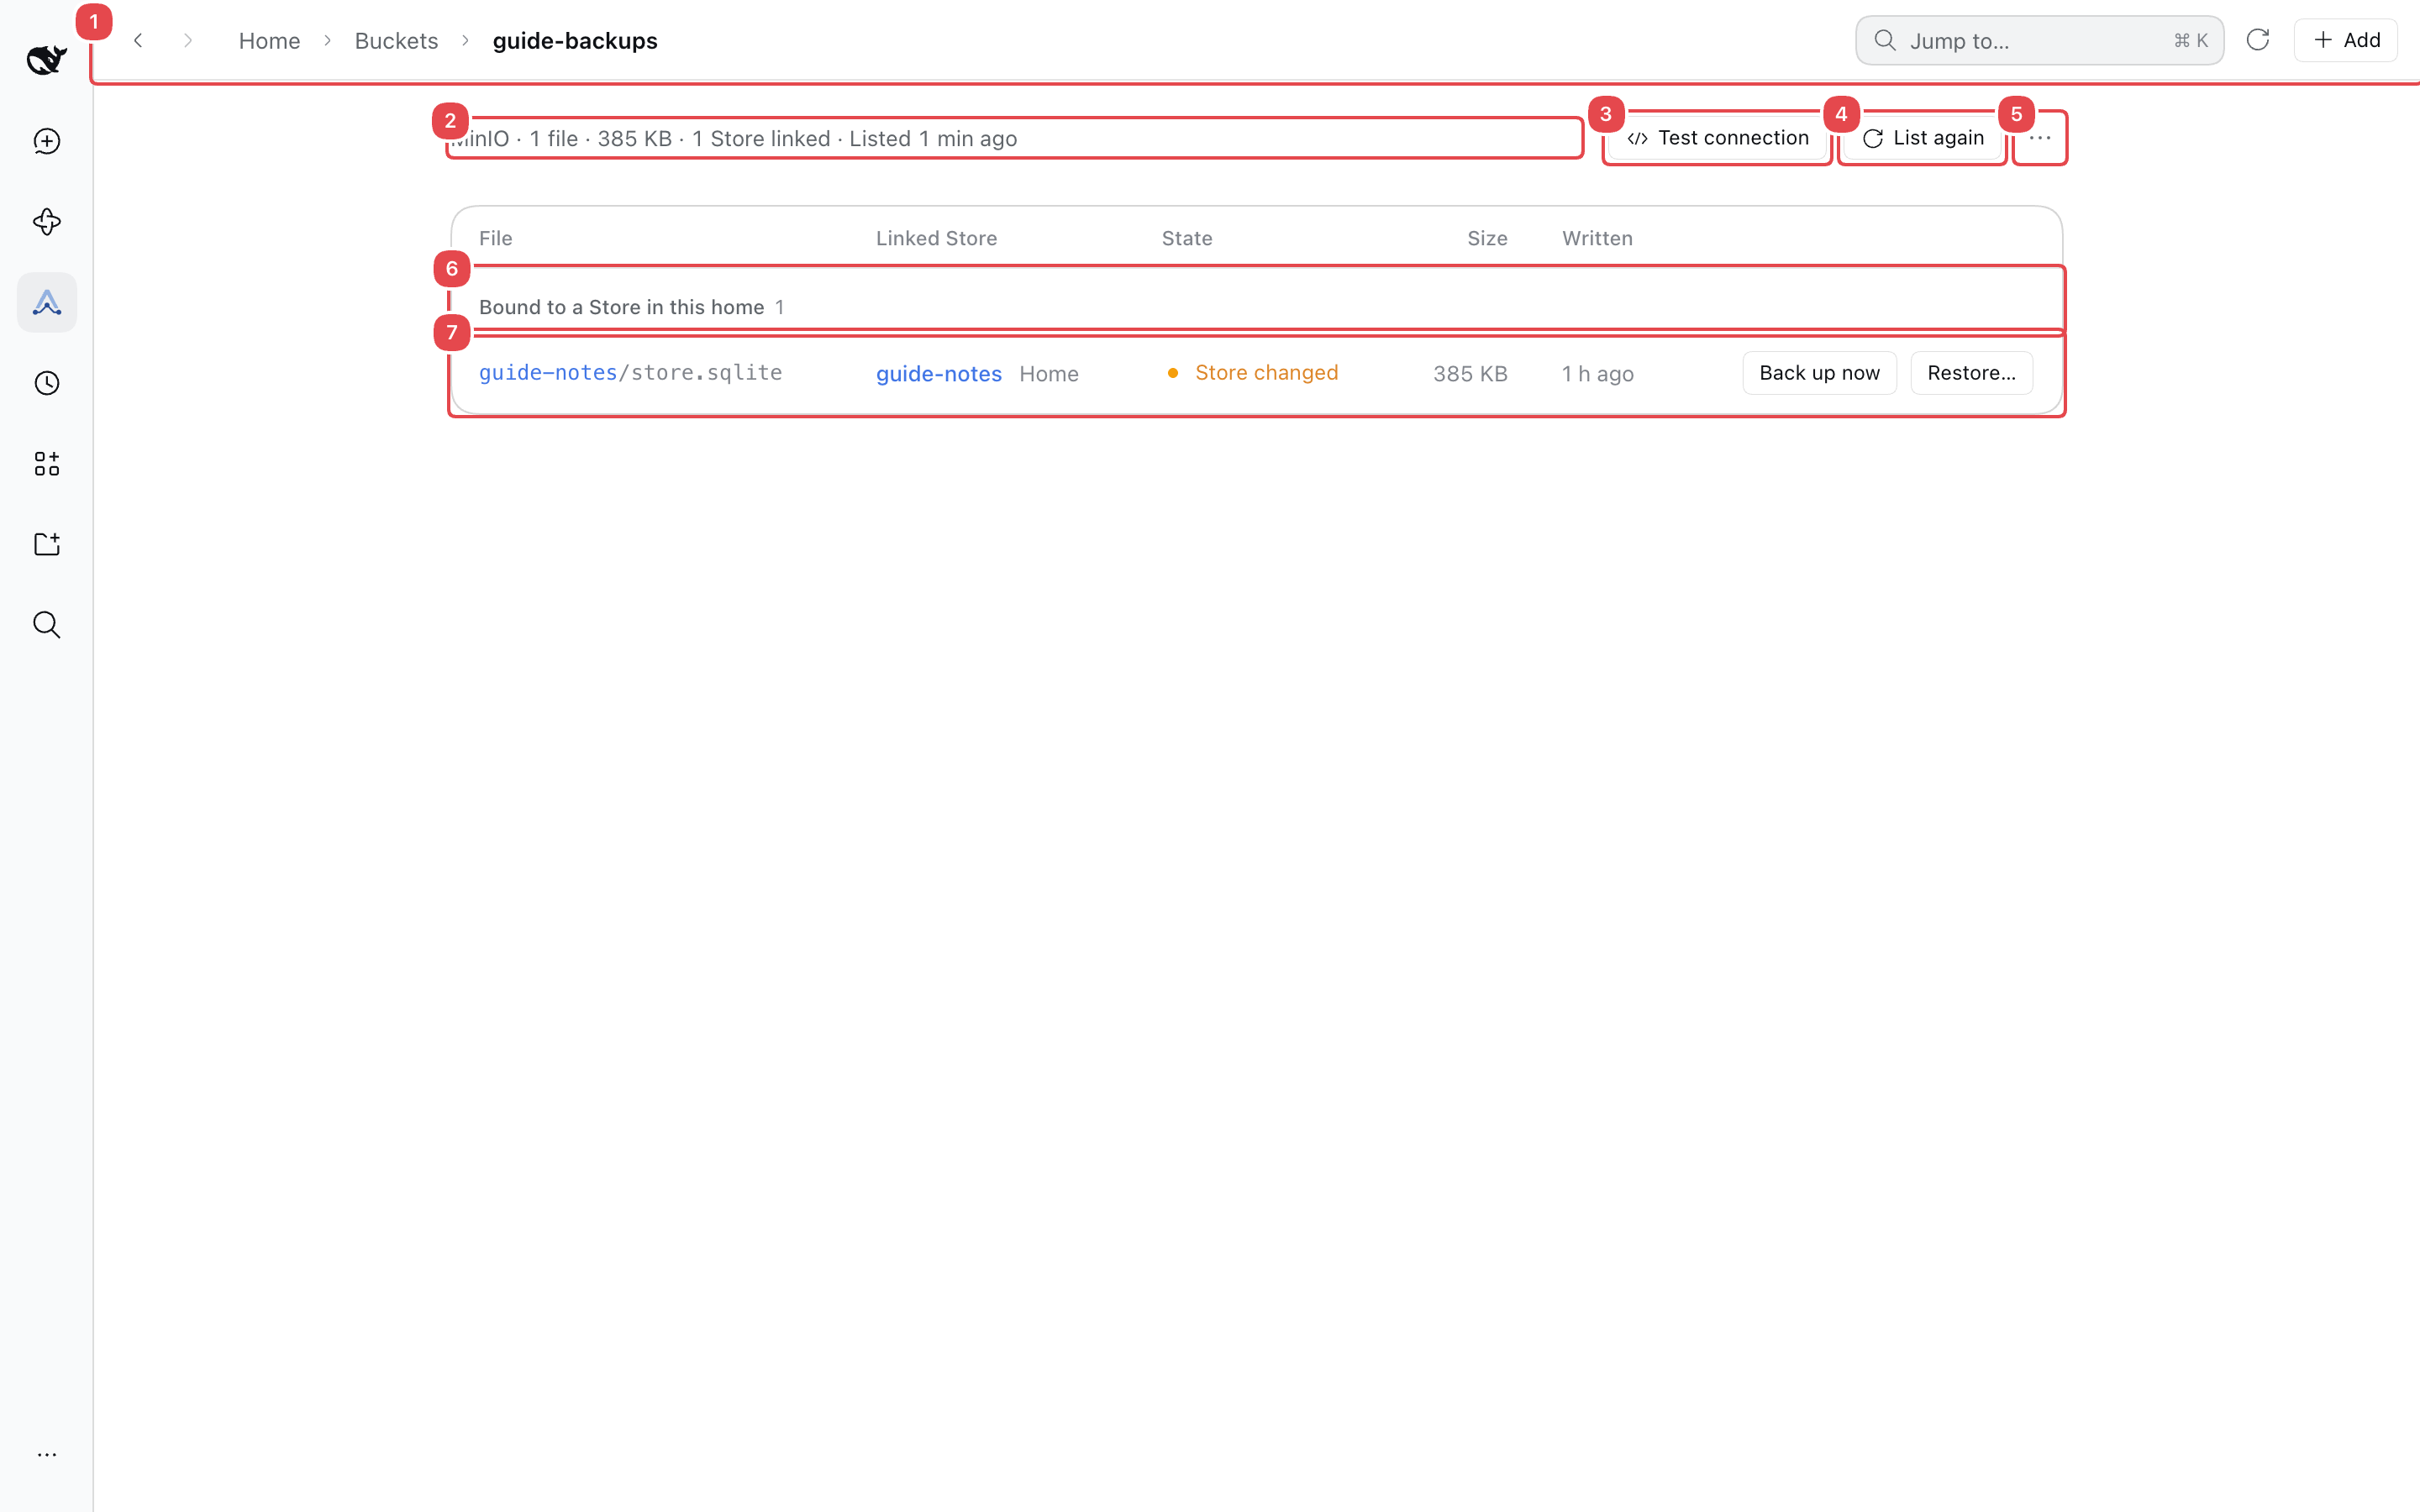 1
Home > Buckets > guide-backups
Jump to... ⌘ K
+ Add
2
MinIO · 1 file · 385 KB · 1 Store linked · Listed 1 min ago
3
</> Test connection
4
List again
5
...
File Linked Store State Size Written
6
Bound to a Store in this home 1
7
guide-notes/store.sqlite guide-notes Home Store changed 385 KB 1 h ago Back up now Restore...
...